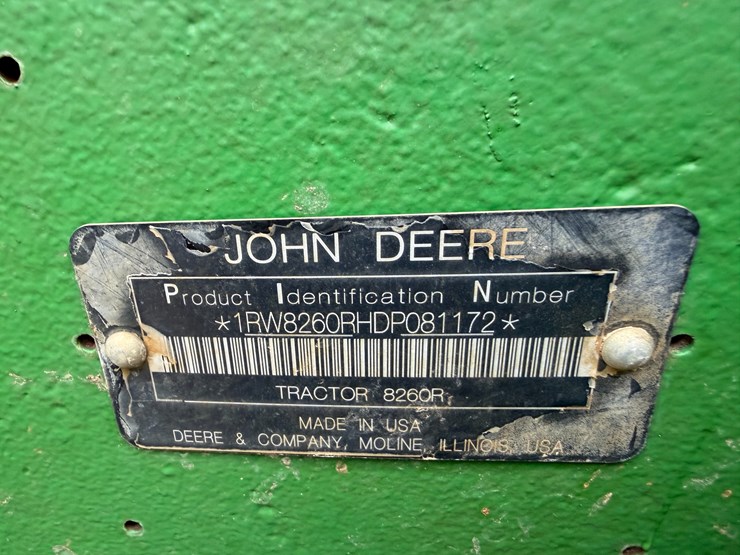 JOHN DEERE
Product Identification Number
*1RW8260RHDP081172*
TRACTOR 8260R
MADE IN USA
DEERE & COMPANY, MOLINE, ILLINOIS, USA